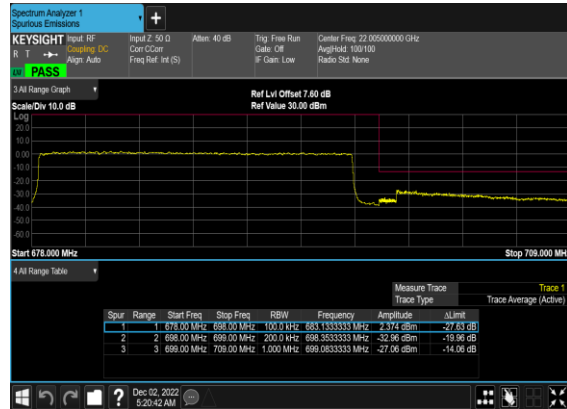 Spectrum Analyzer 1
Spurious Emissions
KEYSIGHT Input: RF Input Z: 50 Ω Atten: 40 dB Trig: Free Run Center Freq: 22.005000000 GHz
R T Coupling: DC Corr CCorr Gate: Off Avg|Hold: 100/100
Align: Auto Freq Ref: Int (S) IF Gain: Low Radio Std: None
PASS
3 All Range Graph
Ref Lvl Offset 7.60 dB
Scale/Div 10.0 dB Ref Value 30.00 dBm
Log
20.0
10.0
0.00
-10.0
-20.0
-30.0
-40.0
-50.0
-60.0
Start 678.000 MHz Stop 709.000 MH
4 All Range Table
Measure Trace Trace 1
Trace Type Trace Average (Active)
Spur Range Start Freq Stop Freq RBW Frequency Amplitude ΔLimit
1 1 678.00 MHz 698.00 MHz 100.0 kHz 683.1333333 MHz 2.374 dBm -27.63 dB
2 2 698.00 MHz 699.00 MHz 200.0 kHz 698.3533333 MHz -32.96 dBm -19.96 dB
3 3 699.00 MHz 709.00 MHz 1.000 MHz 699.0833333 MHz -27.06 dBm -14.06 dB
? Dec 02, 2022
5:20:42 AM